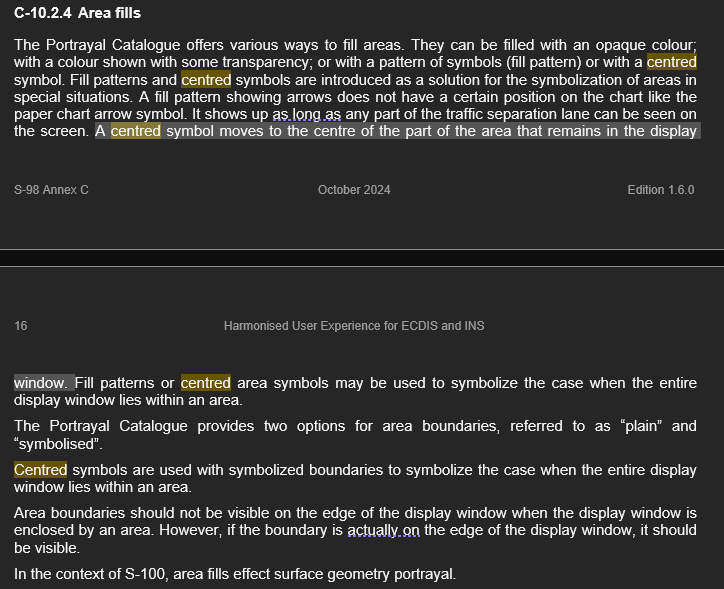 C-10.2.4 Area fills
The Portrayal Catalogue offers various ways to fill areas. They can be filled with an opaque colour;
with a colour shown with some transparency; or with a pattern of symbols (fill pattern) or with a centred
symbol. Fill patterns and centred symbols are introduced as a solution for the symbolization of areas in
special situations. A fill pattern showing arrows does not have a certain position on the chart like the
paper chart arrow symbol. It shows up as long as any part of the traffic separation lane can be seen on
the screen. A centred symbol moves to the centre of the part of the area that remains in the display
S-98 Annex C October 2024 Edition 1.6.0
16 Harmonised User Experience for ECDIS and INS
window. Fill patterns or centred area symbols may be used to symbolize the case when the entire
display window lies within an area.
The Portrayal Catalogue provides two options for area boundaries, referred to as “plain” and
“symbolised”.
Centred symbols are used with symbolized boundaries to symbolize the case when the entire display
window lies within an area.
Area boundaries should not be visible on the edge of the display window when the display window is
enclosed by an area. However, if the boundary is actually on the edge of the display window, it should
be visible.
In the context of S-100, area fills effect surface geometry portrayal.